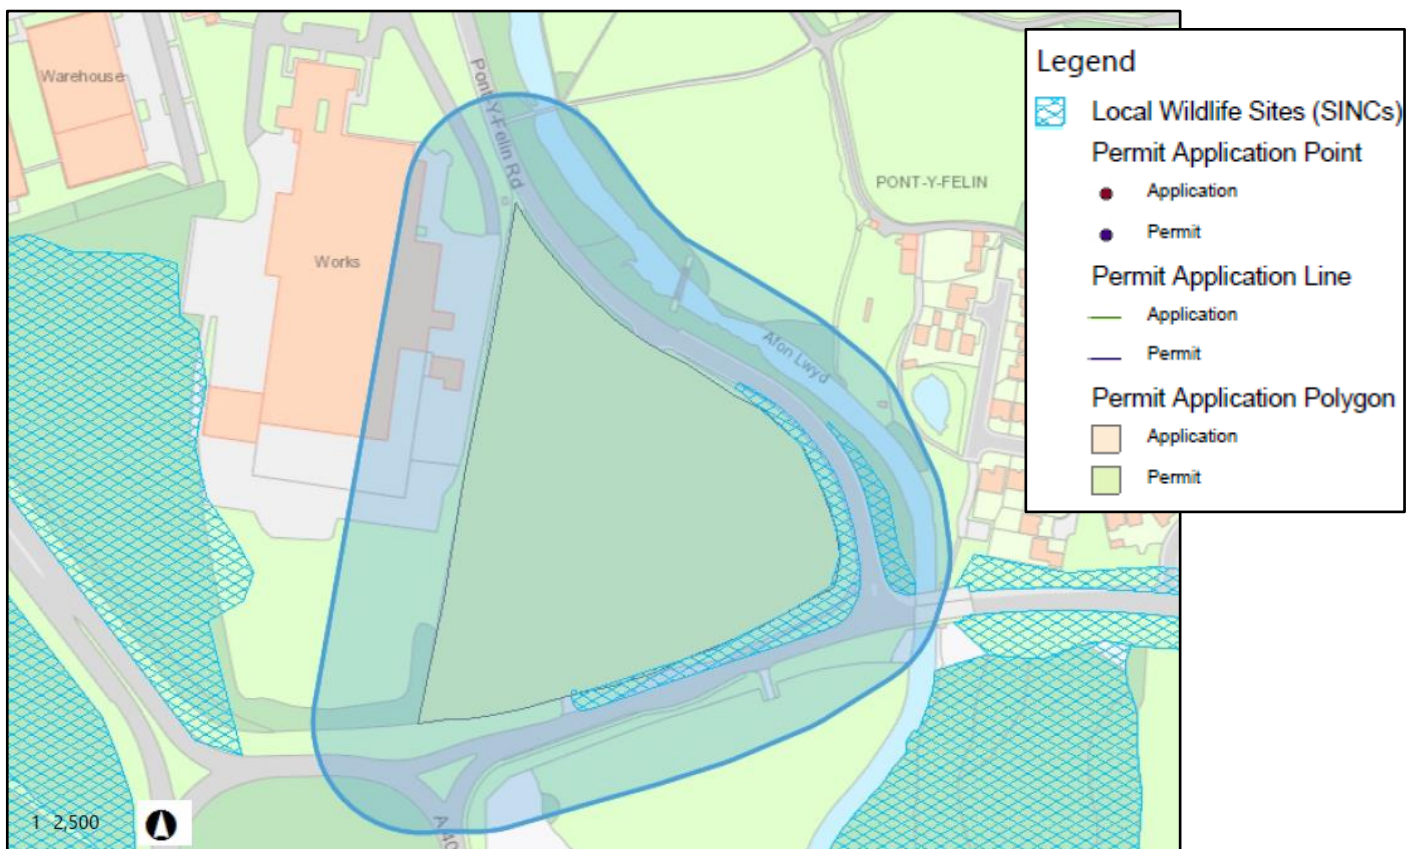 Warehouse
Pont-Y-Felin Rd
PONT-Y-FELIN
Works
Afon Lwyd
1 2,500
Legend
Local Wildlife Sites (SINCs)
Permit Application Point
Application
Permit
Permit Application Line
Application
Permit
Permit Application Polygon
Application
Permit